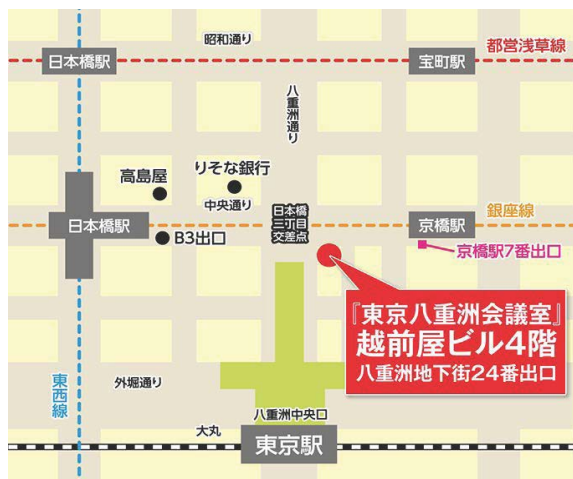 昭和通り
都営浅草線
日本橋駅
宝町駅
八重洲通り
りそな銀行
高島屋
中央通り
日本橋
二丁目
交差点
銀座線
日本橋駅
京橋駅
B3出口
京橋駅7番出口
『東京八重洲会議室』
越前屋ビル4階
八重洲地下街24番出口
東西線
外堀通り
八重洲中央口
大丸
東京駅